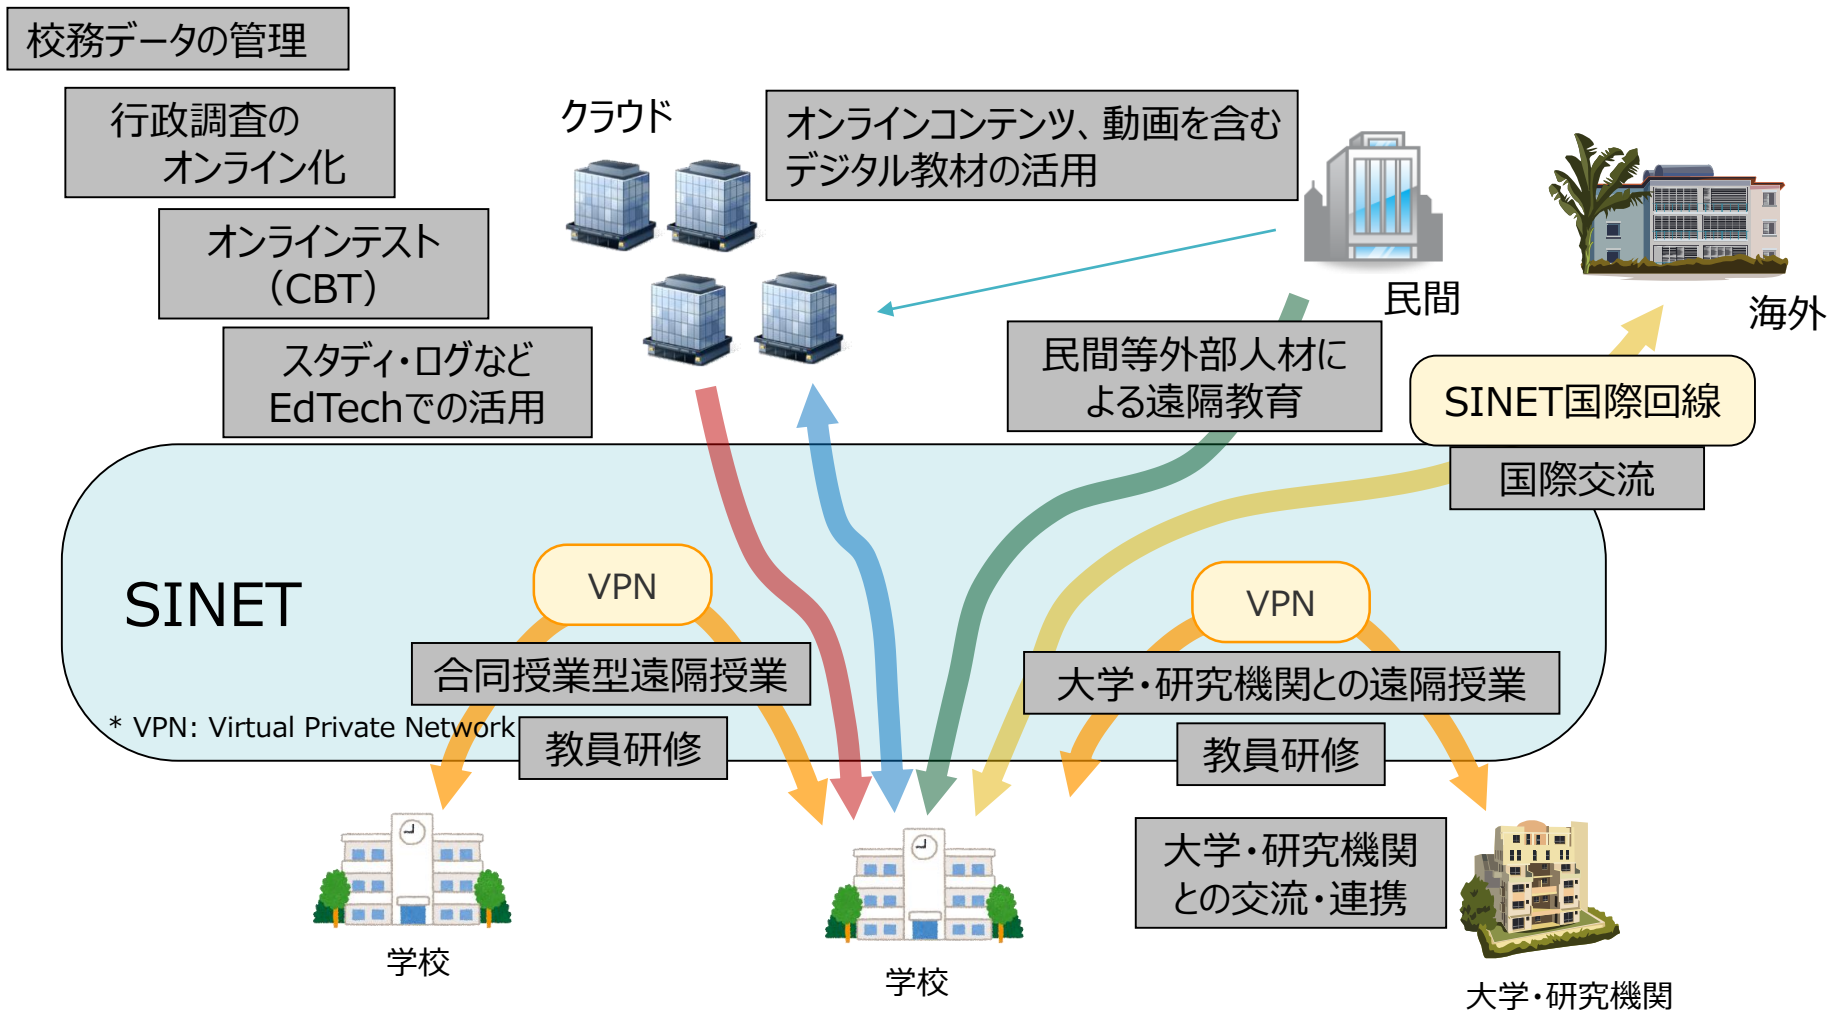 校務データの管理
行政調査の
オンライン化
オンラインテスト
（CBT）
スタディ・ログなど
EdTechでの活用
クラウド
オンラインコンテンツ、動画を含む
デジタル教材の活用
民間
海外
民間等外部人材に
よる遠隔教育
SINET国際回線
国際交流
SINET
VPN
VPN
合同授業型遠隔授業
大学・研究機関との遠隔授業
* VPN: Virtual Private Network
教員研修
教員研修
大学・研究機関
との交流・連携
学校
学校
大学・研究機関